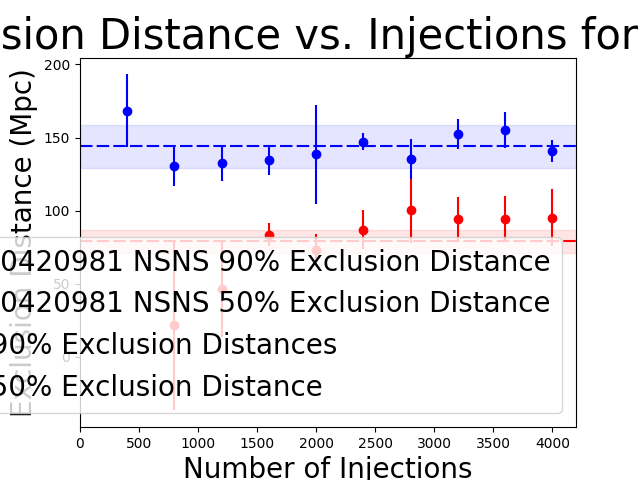 sion Distance vs. Injections for
Exclusion Distance (Mpc)
200
150
100
50
0
0420981 NSNS 90% Exclusion Distance
0420981 NSNS 50% Exclusion Distance
90% Exclusion Distances
50% Exclusion Distance
0 500 1000 1500 2000 2500 3000 3500 4000
Number of Injections